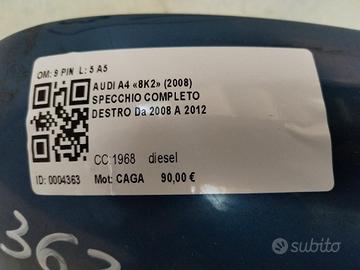 OM: 9 PIN L: 5 A5
AUDI A4 «8K2» (2008)
SPECCHIO COMPLETO
DESTRO Da 2008 A 2012
CC:1968 diesel
ID: 0004363 Mot: CAGA 90,00 €
363
subito